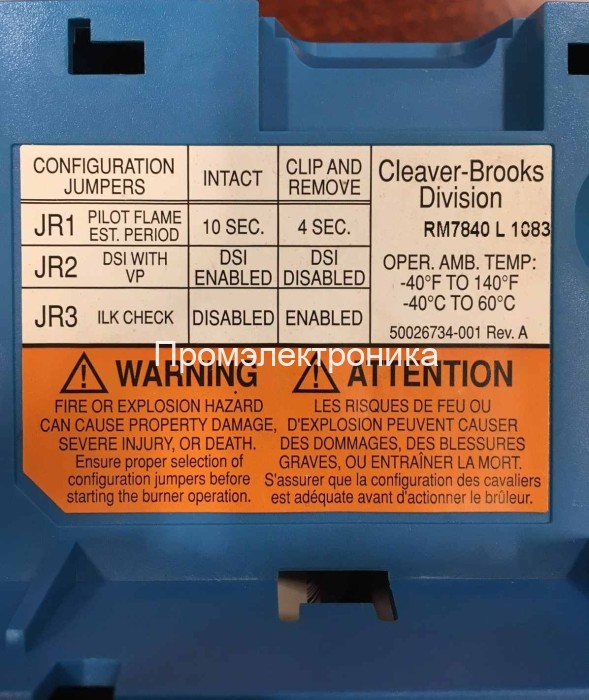 CONFIGURATION JUMPERS
INTACT
CLIP AND REMOVE
JR1 PILOT FLAME EST. PERIOD 10 SEC. 4 SEC.
JR2 DSI WITH VP DSI ENABLED DSI DISABLED
JR3 ILK CHECK DISABLED ENABLED
Cleaver-Brooks
Division
RM7840 L 1083
OPER. AMB. TEMP:
-40°F TO 140°F
-40°C TO 60°C
50026734-001 Rev. A
Промэлектроника
WARNING
FIRE OR EXPLOSION HAZARD
CAN CAUSE PROPERTY DAMAGE,
SEVERE INJURY, OR DEATH.
Ensure proper selection of
configuration jumpers before
starting the burner operation.
ATTENTION
LES RISQUES DE FEU OU
D'EXPLOSION PEUVENT CAUSER
DES DOMMAGES, DES BLESSURES
GRAVES, OU ENTRAÎNER LA MORT.
S'assurer que la configuration des cavaliers
est adéquate avant d'actionner le brûleur.